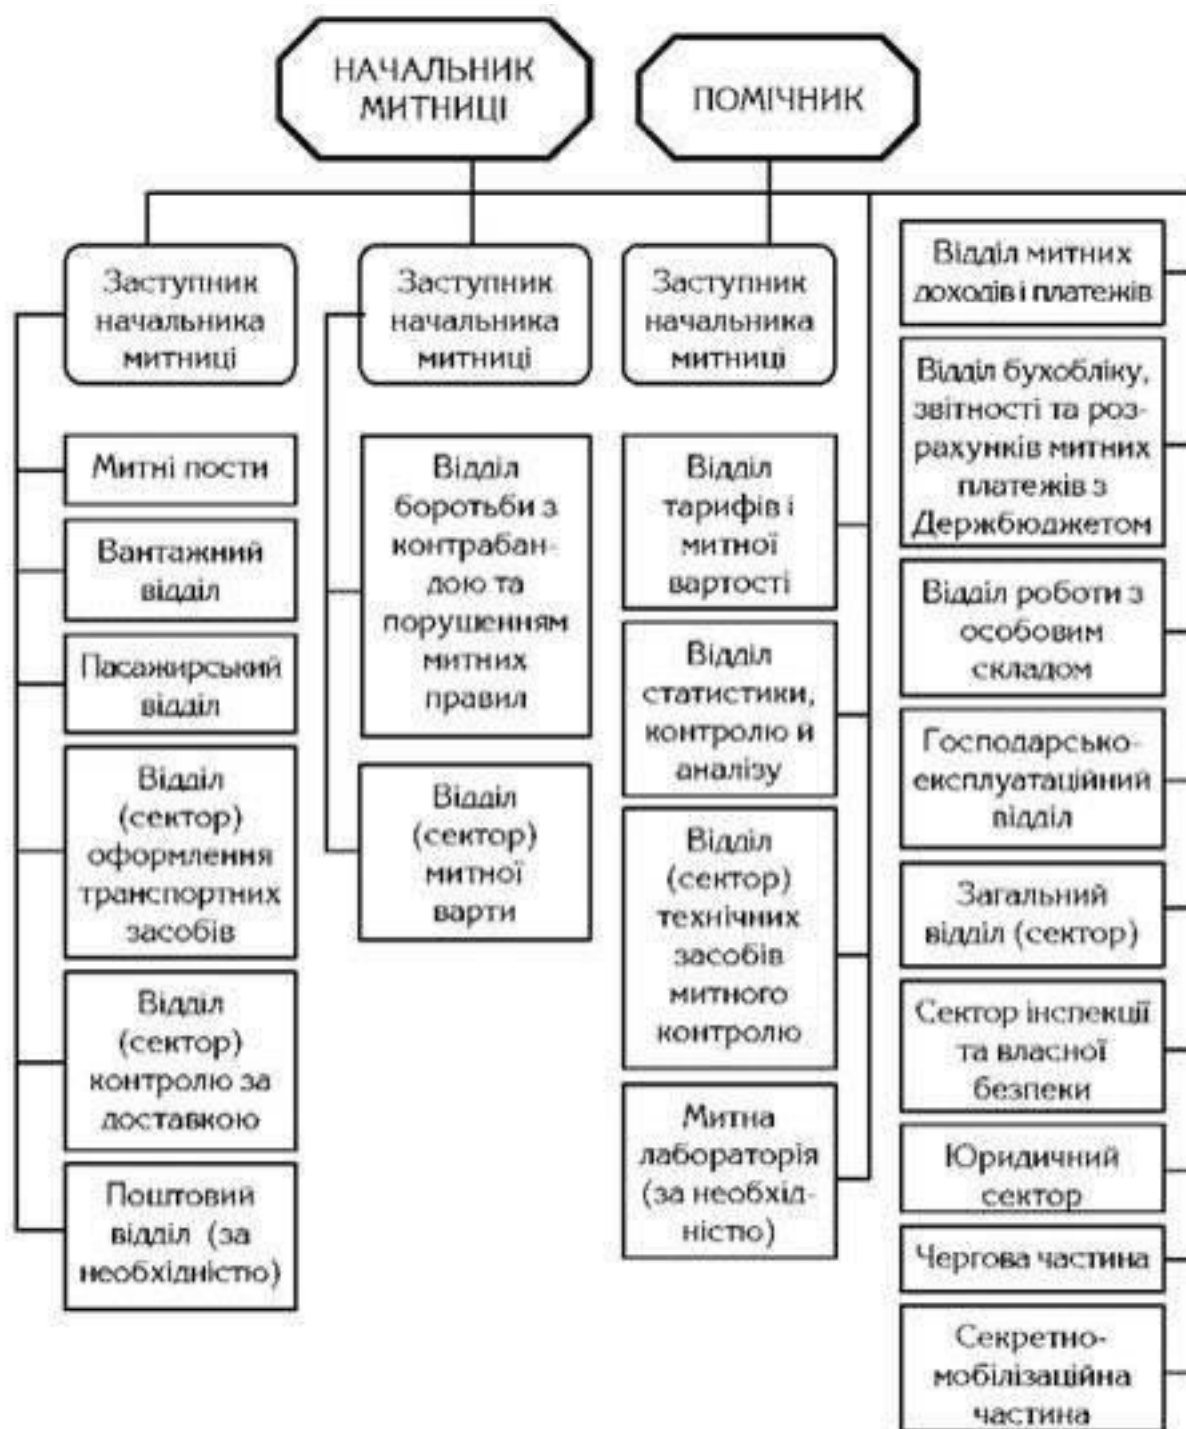 НАЧАЛЬНИК
МИТНИЦІ
ПОМІЧНИК
Заступник
начальника
митниці
Митні пости
Вантажний
відділ
Пасажирський
відділ
Відділ
(сектор)
оформлення
транспортних
засобів
Відділ
(сектор)
контролю за
доставкою
Поштовий
відділ (за
необхідністю)
Заступник
начальника
митниці
Відділ
боротьби з
контрабан-
дою та
порушенням
митних
правил
Відділ
(сектор)
митної
варти
Заступник
начальника
митниці
Відділ
тарифів і
митної
вартості
Відділ
статистики,
контролю й
аналізу
Відділ
(сектор)
технічних
засобів
митного
контролю
Митна
лабораторія
(за необхід-
ністю)
Відділ митних
доходів і платежів
Відділ бухобліку,
звітності та роз-
рахунків митних
платежів з
Держбюджетом
Відділ роботи з
особовим
складом
Господарсько-
експлуатаційний
відділ
Загальний
відділ (сектор)
Сектор інспекції
та власної
безпеки
Юридичний
сектор
Чергова частина
Секретно-
мобілізаційна
частина